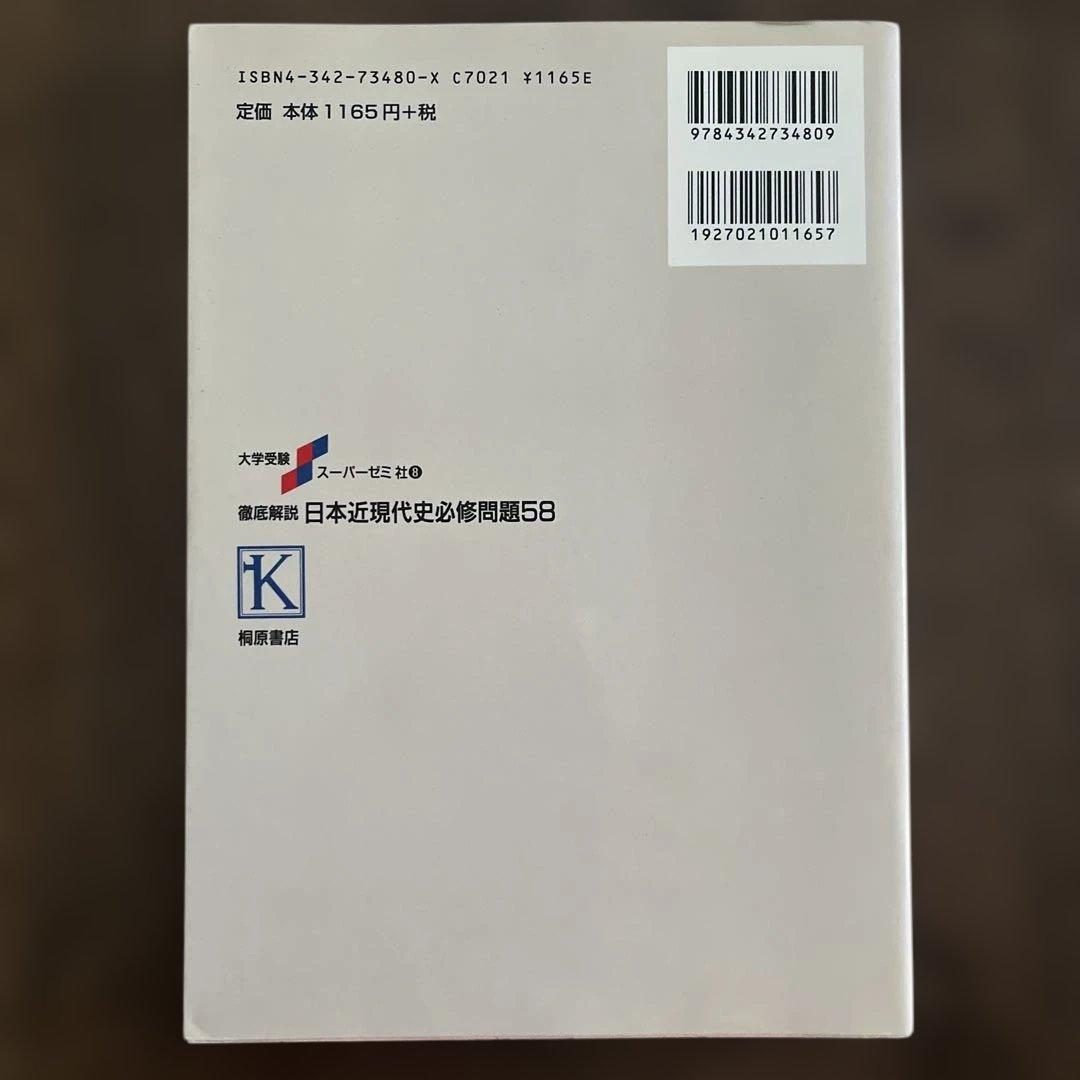 ISBN4-342-73480-X C7021 ¥1165E
定価 本体1165円+税
9784342734809
1927021011657
大学受験
スーパーゼミ 社❽
徹底解説 日本近現代史必修問題58
K
桐原書店